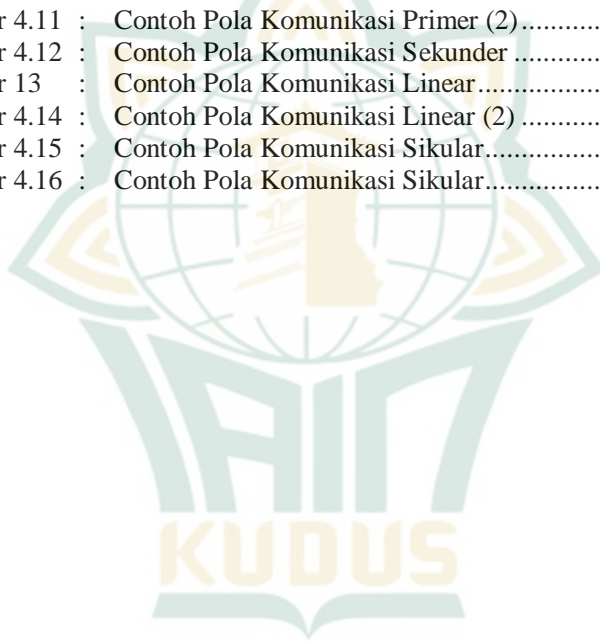 r 4.11 : Contoh Pola Komunikasi Primer (2)...........
r 4.12 : Contoh Pola Komunikasi Sekunder ............
r 13 : Contoh Pola Komunikasi Linear.................
r 4.14 : Contoh Pola Komunikasi Linear (2) ...........
r 4.15 : Contoh Pola Komunikasi Sikular................
r 4.16 : Contoh Pola Komunikasi Sikular................
IAIN
KUDUS